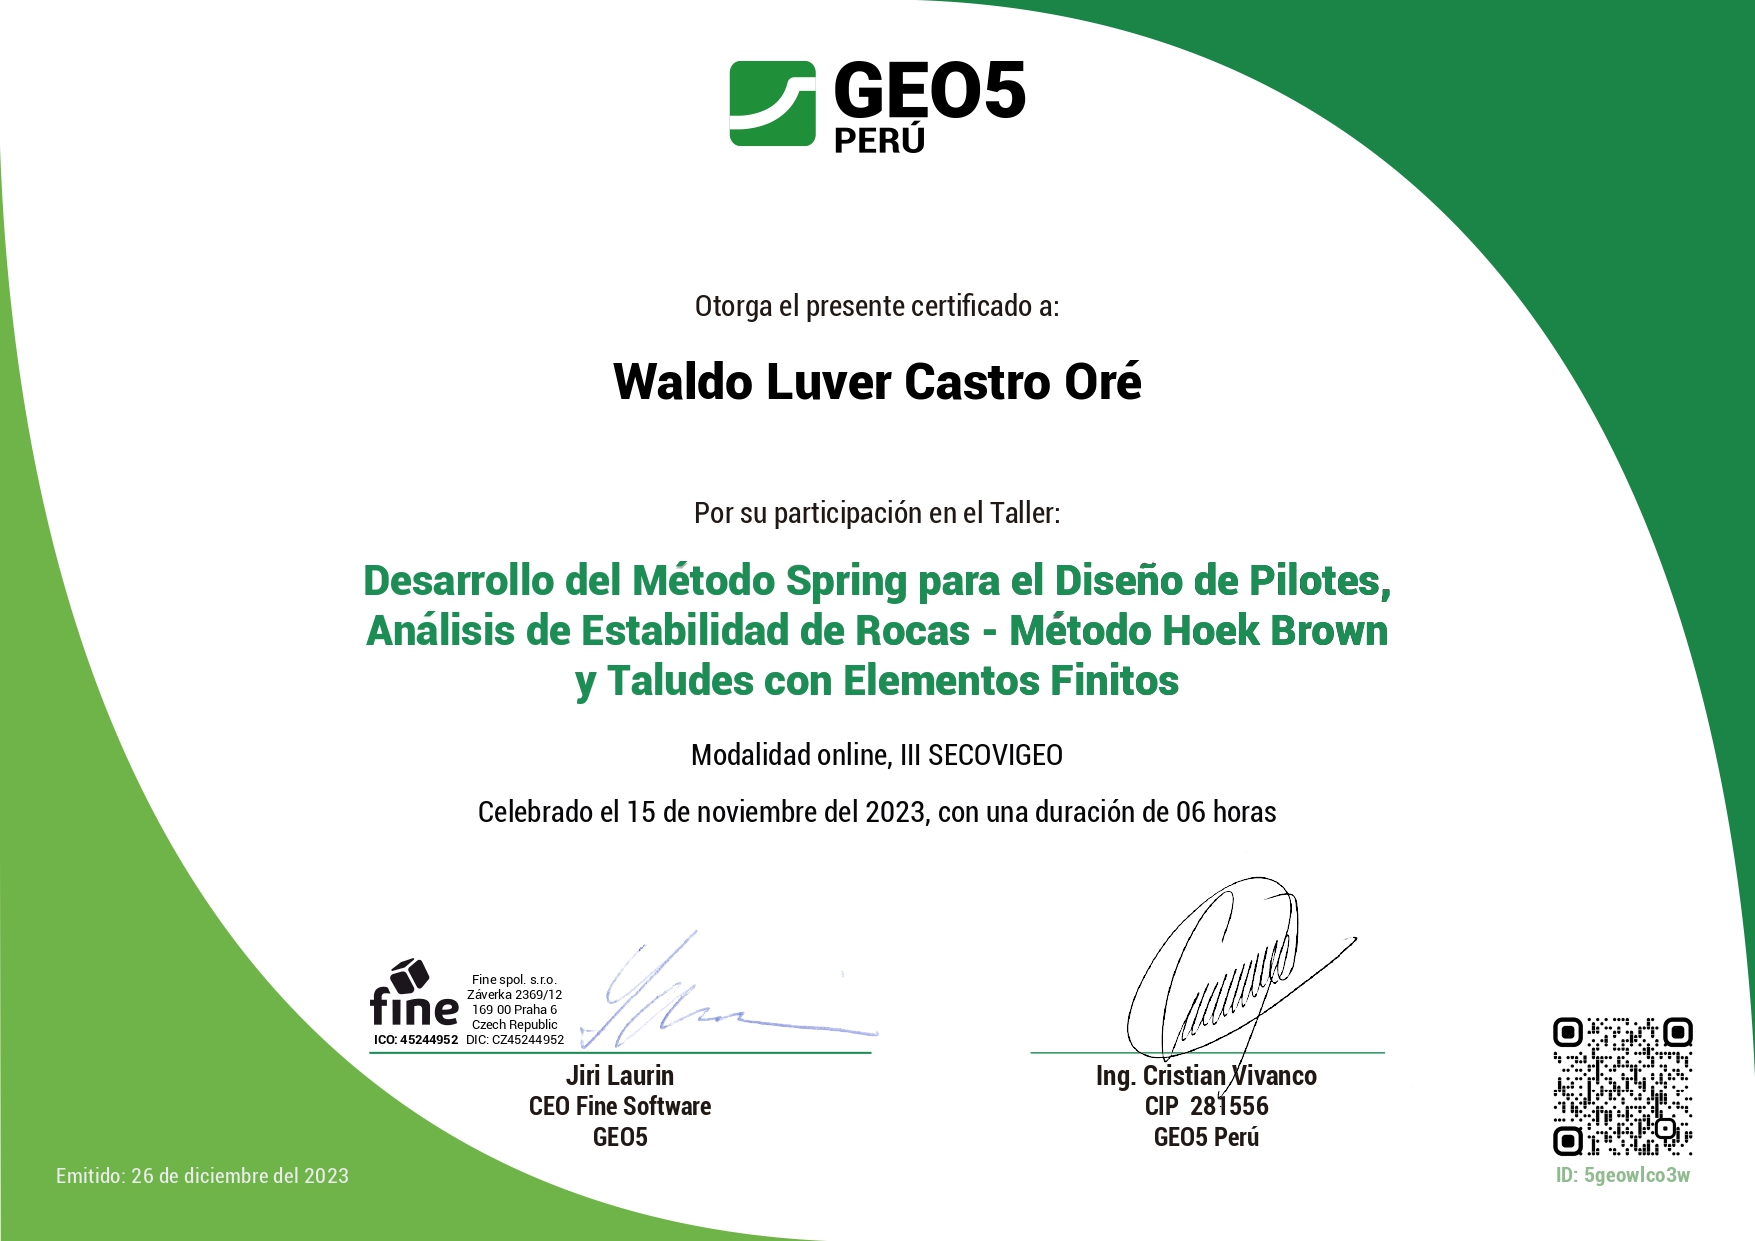 GEO5
PERÚ
Otorga el presente certificado a:
Waldo Luver Castro Oré
Por su participación en el Taller:
Desarrollo del Método Spring para el Diseño de Pilotes,
Análisis de Estabilidad de Rocas - Método Hoek Brown
y Taludes con Elementos Finitos
Modalidad online, III SECOVIGEO
Celebrado el 15 de noviembre del 2023, con una duración de 06 horas
fine
ICO: 45244952
Fine spol. s.r.o.
Záverka 2369/12
169 00 Praha 6
Czech Republic
DIC: CZ45244952
Jiri Laurin
CEO Fine Software
GEO5
Ing. Cristian Vivanco
CIP 281556
GEO5 Perú
Emitido: 26 de diciembre del 2023
ID: 5geowlco3w